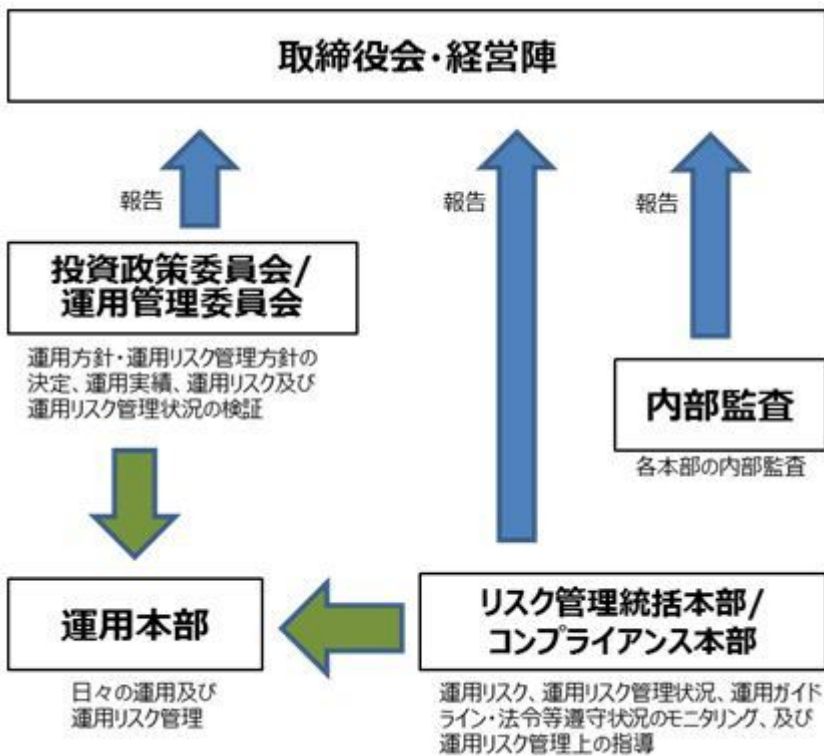 取締役会・経営陣
報告
報告
報告
投資政策委員会/
運用管理委員会
運用方針・運用リスク管理方針の
決定、運用実績、運用リスク及び
運用リスク管理状況の検証
内部監査
各本部の内部監査
運用本部
日々の運用及び
運用リスク管理
リスク管理統括本部/
コンプライアンス本部
運用リスク、運用リスク管理状況、運用ガイド
ライン・法令等遵守状況のモニタリング、及び
運用リスク管理上の指導